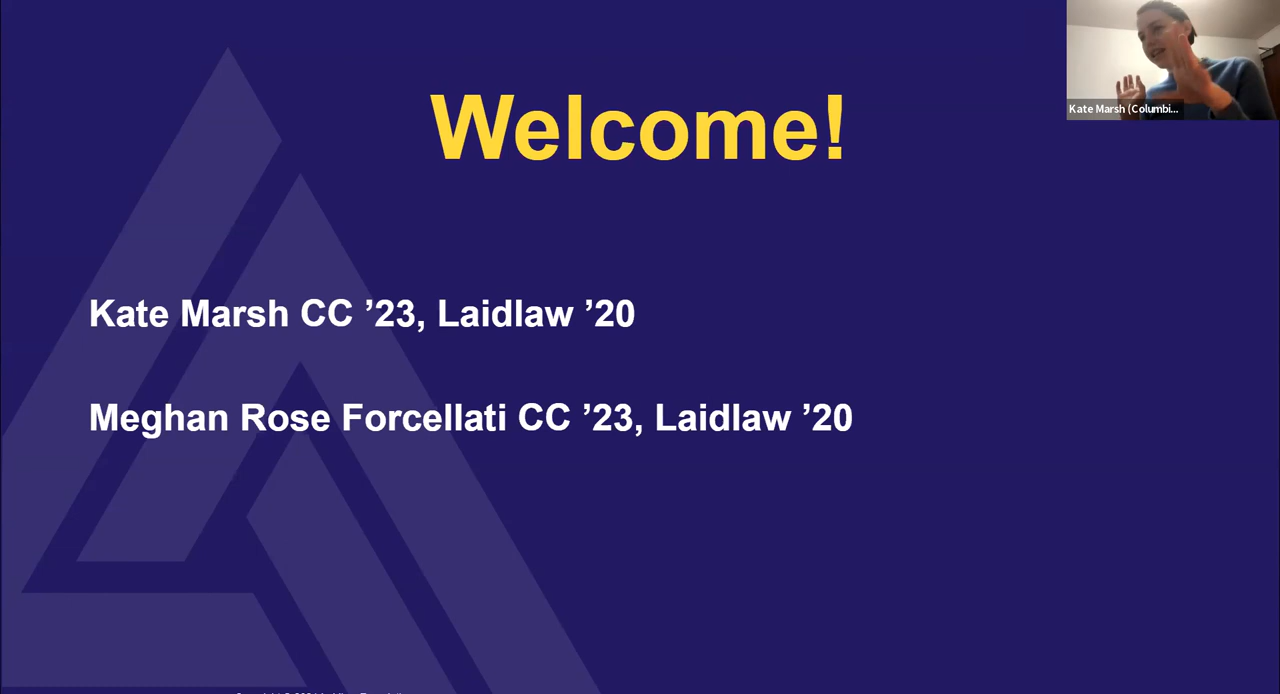 Welcome!
Kate Marsh (Columbi...
Kate Marsh CC ’23, Laidlaw ’20
Meghan Rose Forcellati CC ’23, Laidlaw ’20